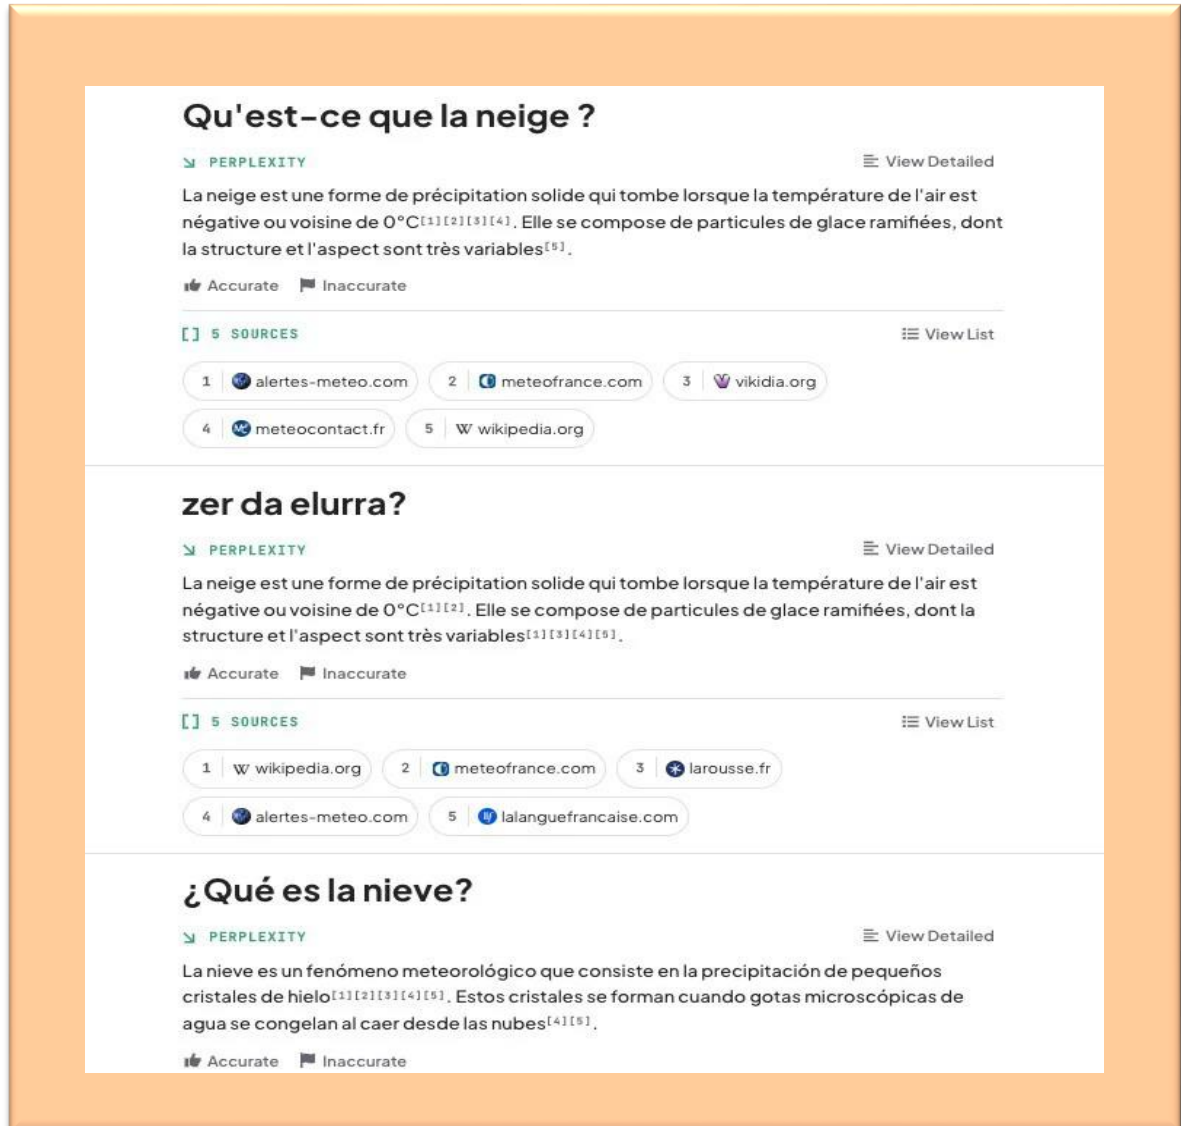 Qu'est-ce que la neige ?
PERPLEXITY View Detailed
La neige est une forme de précipitation solide qui tombe lorsque la température de l'air est
négative ou voisine de 0°C[1][2][3][4]. Elle se compose de particules de glace ramifiées, dont
la structure et l'aspect sont très variables[5].
Accurate Inaccurate
[] 5 SOURCES View List
1 alertes-meteo.com 2 meteofrance.com 3 vikidia.org
4 meteocontact.fr 5 W wikipedia.org
zer da elurra?
PERPLEXITY View Detailed
La neige est une forme de précipitation solide qui tombe lorsque la température de l'air est
négative ou voisine de 0°C[1][2]. Elle se compose de particules de glace ramifiées, dont la
structure et l'aspect sont très variables[1][3][4][5].
Accurate Inaccurate
[] 5 SOURCES View List
1 W wikipedia.org 2 meteofrance.com 3 larousse.fr
4 alertes-meteo.com 5 llf lalanguefrancaise.com
¿Qué es la nieve?
PERPLEXITY View Detailed
La nieve es un fenómeno meteorológico que consiste en la precipitación de pequeños
cristales de hielo[1][2][3][4][5]. Estos cristales se forman cuando gotas microscópicas de
agua se congelan al caer desde las nubes[4][5].
Accurate Inaccurate